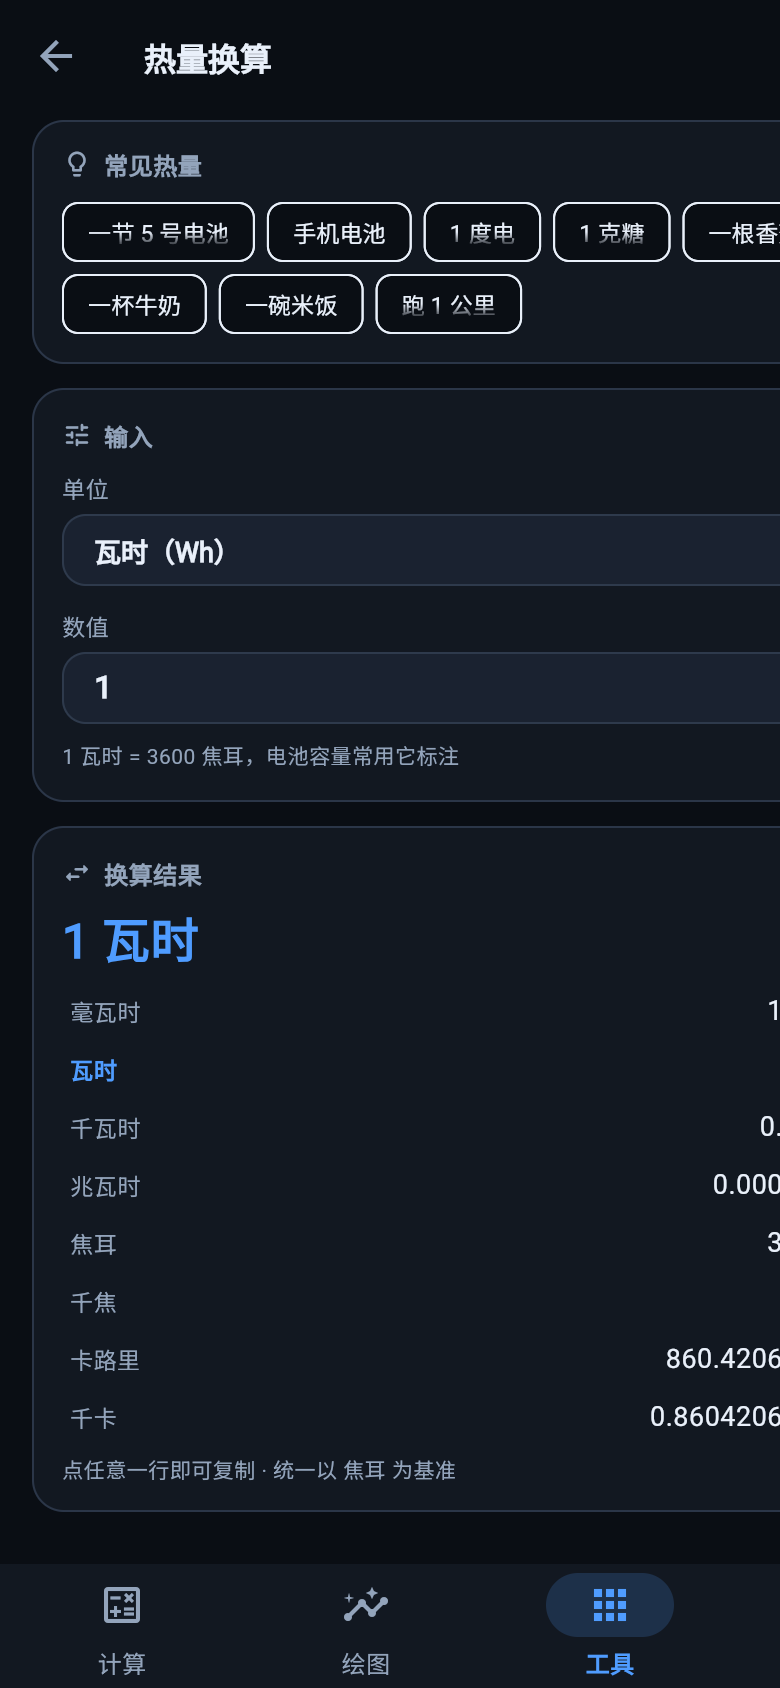 热量换算
常见热量
一节 5 号电池 手机电池 1 度电 1 克糖 一根香
一杯牛奶 一碗米饭 跑 1 公里
输入
单位
瓦时（Wh）
数值
1
1 瓦时 = 3600 焦耳，电池容量常用它标注
换算结果
1 瓦时
毫瓦时 1
瓦时
千瓦时 0.
兆瓦时 0.000
焦耳 3
千焦
卡路里 860.4206
千卡 0.8604206
点任意一行即可复制 · 统一以 焦耳 为基准
计算 绘图 工具